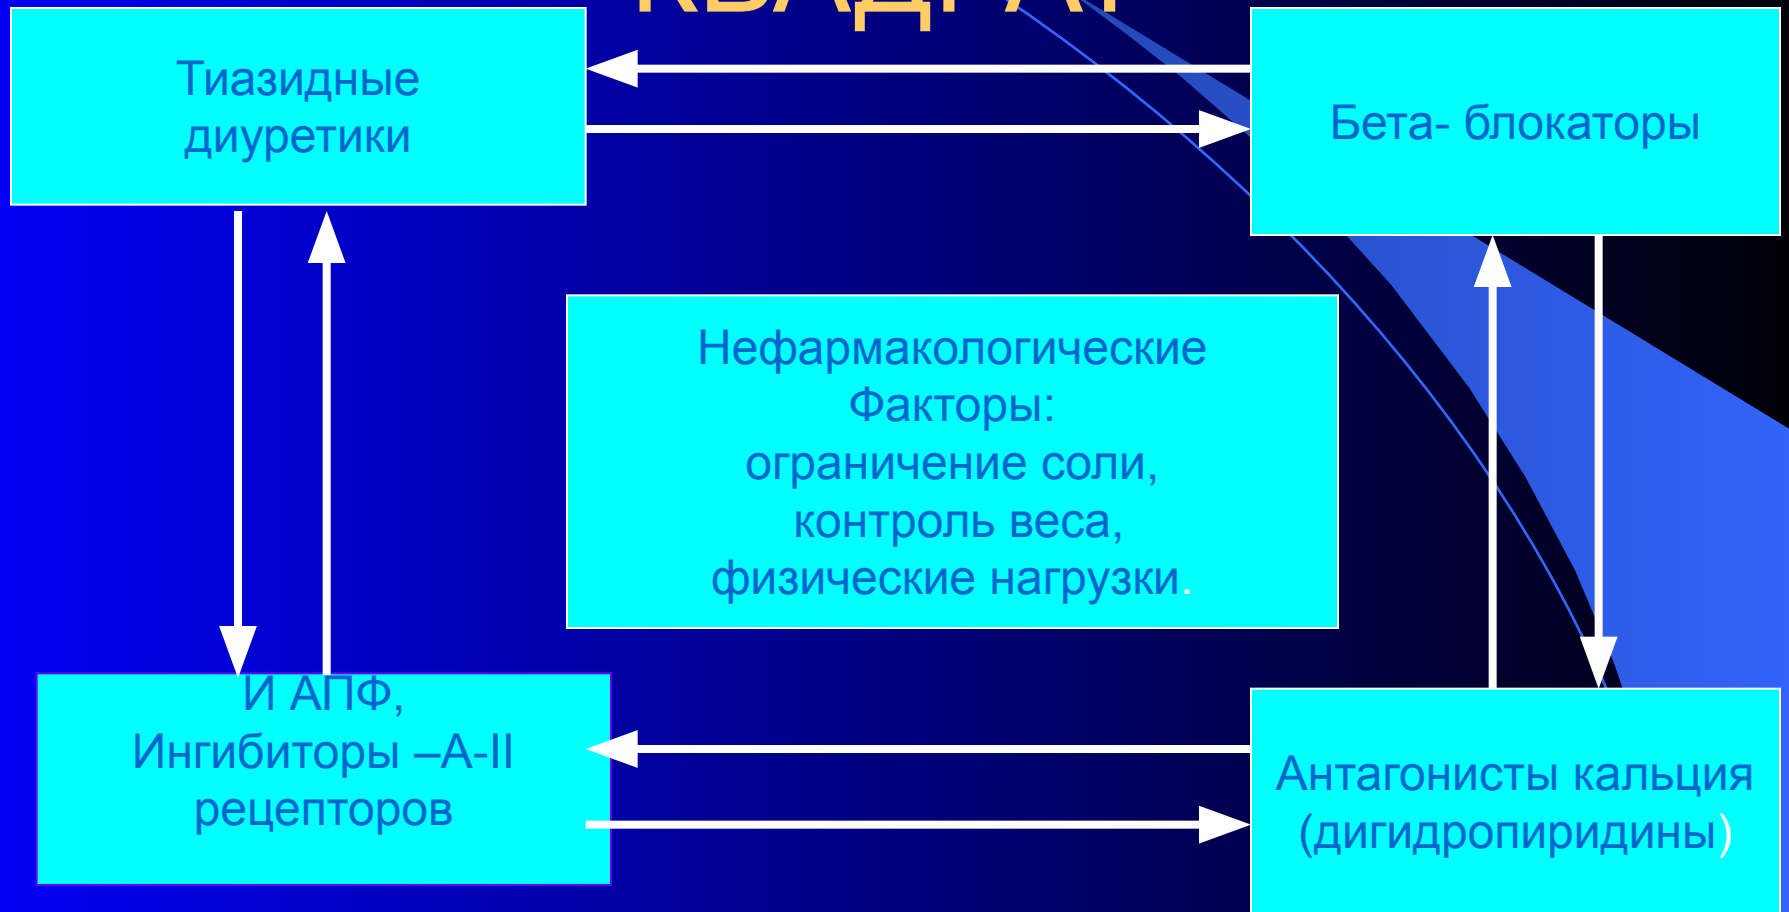 КВАДРАТ
Тиазидные
диуретики
Бета- блокаторы
Нефармакологические
Факторы:
ограничение соли,
контроль веса,
физические нагрузки.
И АПФ,
Ингибиторы –А-II
рецепторов
Антагонисты кальция
(дигидропиридины)